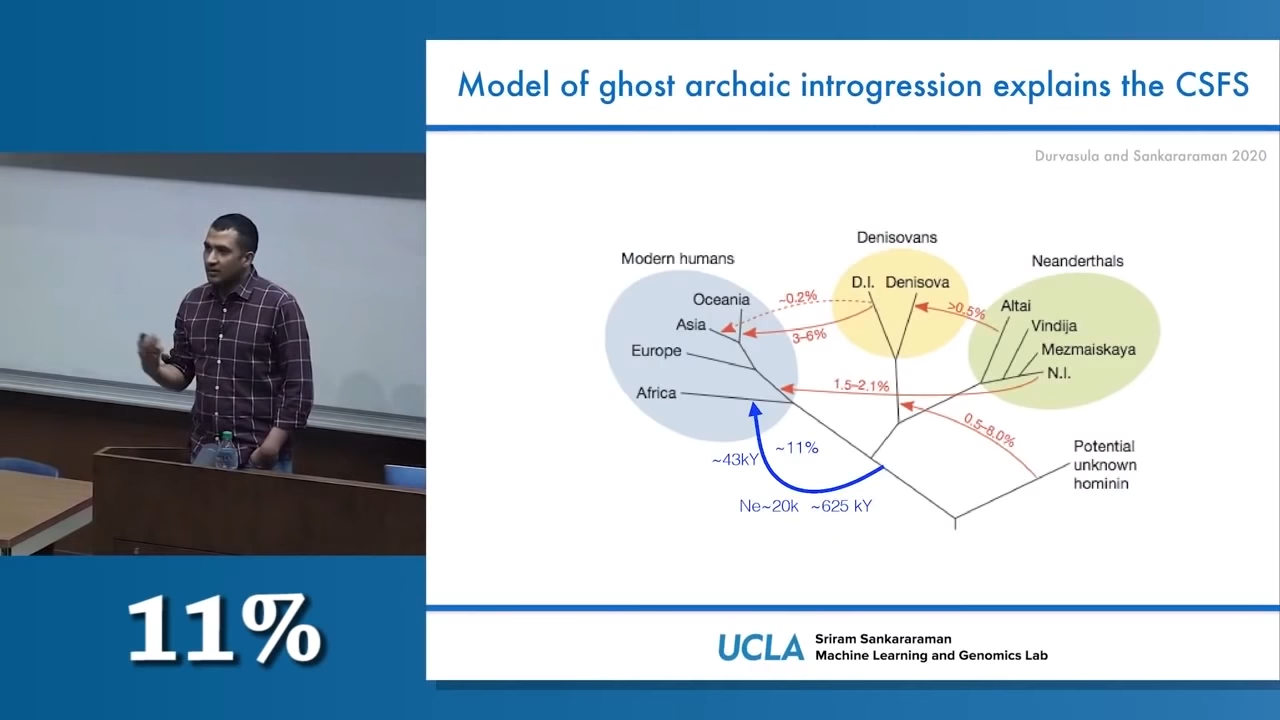 Model of ghost archaic introgression explains the CSFS
Durvasula and Sankararaman 2020
Denisovans
Modern humans
Neanderthals
D.I. Denisova
Oceania
~0.2%
>0.5%
Altai
Asia
3–6%
Vindija
Europe
Mezmaiskaya
N.I.
Africa
1.5–2.1%
0.5–8.0%
~11%
~43kY
Potential
unknown
hominin
Ne~20k ~625 kY
11%
UCLA
Sriram Sankararaman
Machine Learning and Genomics Lab